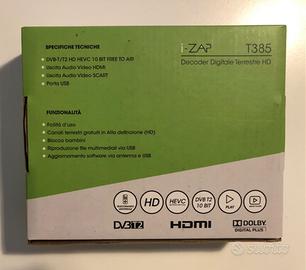 SPECIFICHE TECNICHE
• DVB-T/T2 HD HEVC 10 BIT FREE TO AIR
• Uscita Audio Video HDMI
• Uscita Audio Video SCART
• Porta USB
i-ZAP T385
Decoder Digitale Terrestre HD
FUNZIONALITÀ
• Facilità d'uso
• Canali terrestri gratuiti in Alta definizione (HD)
• Blocco bambini
• Riproduzione file multimediali via USB
• Aggiornamento software via antenna e USB
HD
HEVC
DVB T2
10 BIT
PLAY
DVB T2
HDMI
DOLBY
DIGITAL PLUS
Subito.it